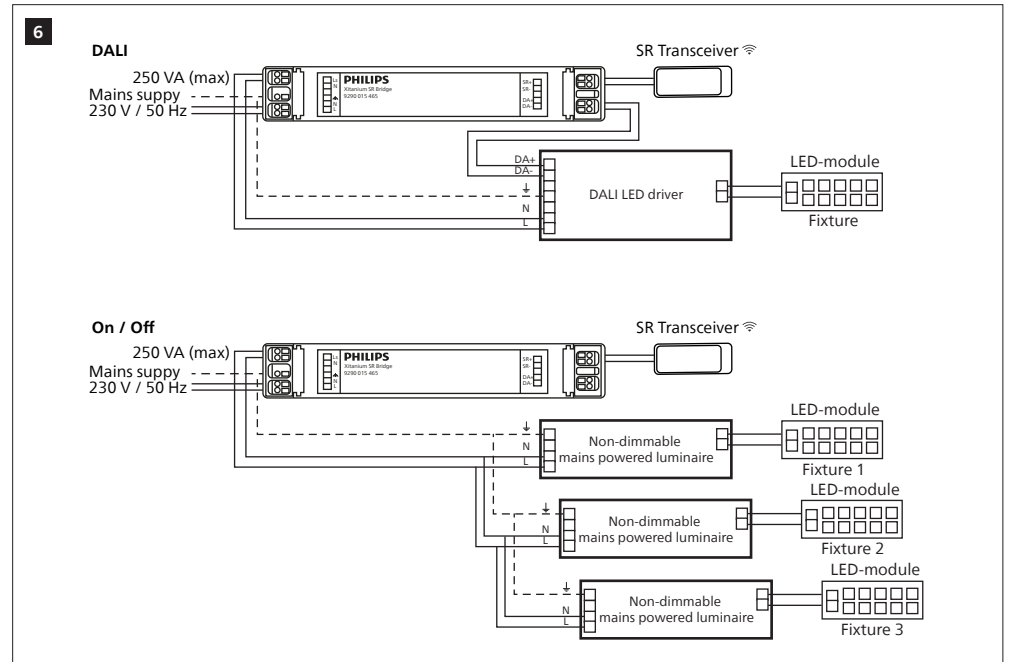 6
DALI
SR Transceiver
250 VA (max)
Mains suppy
230 V / 50 Hz
Ls
N
N
L
PHILIPS
Xitanium SR Bridge
9290 015 465
SR+
SR-
DA+
DA-
DA+
DA-
N
L
DALI LED driver
LED-module
Fixture
On / Off
SR Transceiver
250 VA (max)
Mains suppy
230 V / 50 Hz
Ls
N
N
L
PHILIPS
Xitanium SR Bridge
9290 015 465
SR+
SR-
DA+
DA-
N
L
Non-dimmable
mains powered luminaire
LED-module
Fixture 1
N
L
Non-dimmable
mains powered luminaire
LED-module
Fixture 2
N
L
Non-dimmable
mains powered luminaire
LED-module
Fixture 3